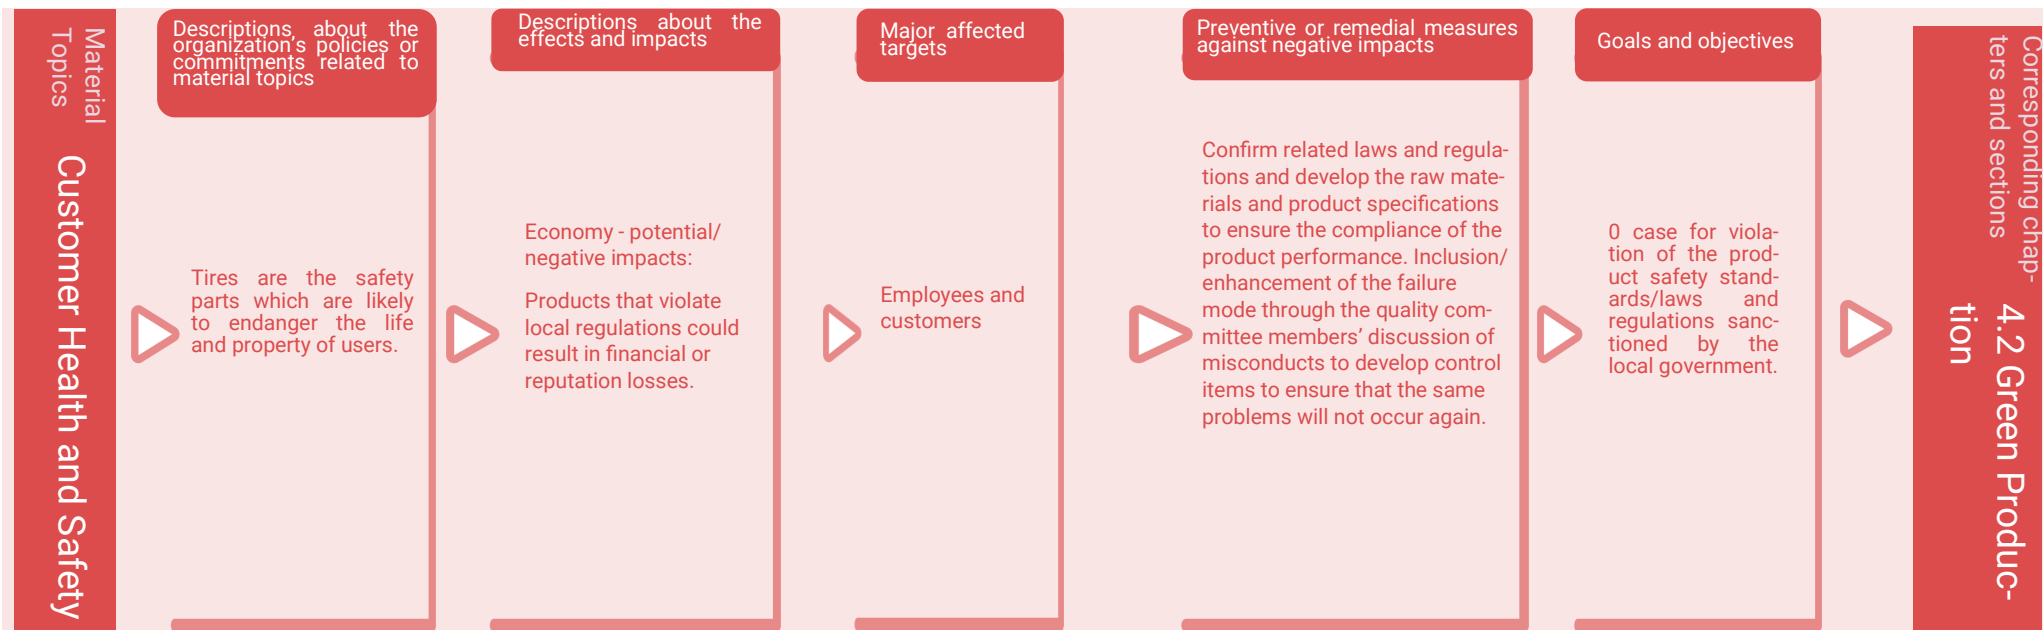 Material
Topics
Customer Health and Safety
Descriptions about the
organization's policies or
commitments related to
material topics
Tires are the safety
parts which are likely
to endanger the life
and property of users.
Descriptions about the
effects and impacts
Economy - potential/
negative impacts:
Products that violate
local regulations could
result in financial or
reputation losses.
Major affected
targets
Employees and
customers
Preventive or remedial measures
against negative impacts
Confirm related laws and regula-
tions and develop the raw mate-
rials and product specifications
to ensure the compliance of the
product performance. Inclusion/
enhancement of the failure
mode through the quality com-
mittee members’ discussion of
misconducts to develop control
items to ensure that the same
problems will not occur again.
Goals and objectives
0 case for viola-
tion of the prod-
uct safety stand-
ards/laws and
regulations sanc-
tioned by the
local government.
Corresponding chap-
ters and sections
4.2 Green Produc-
tion